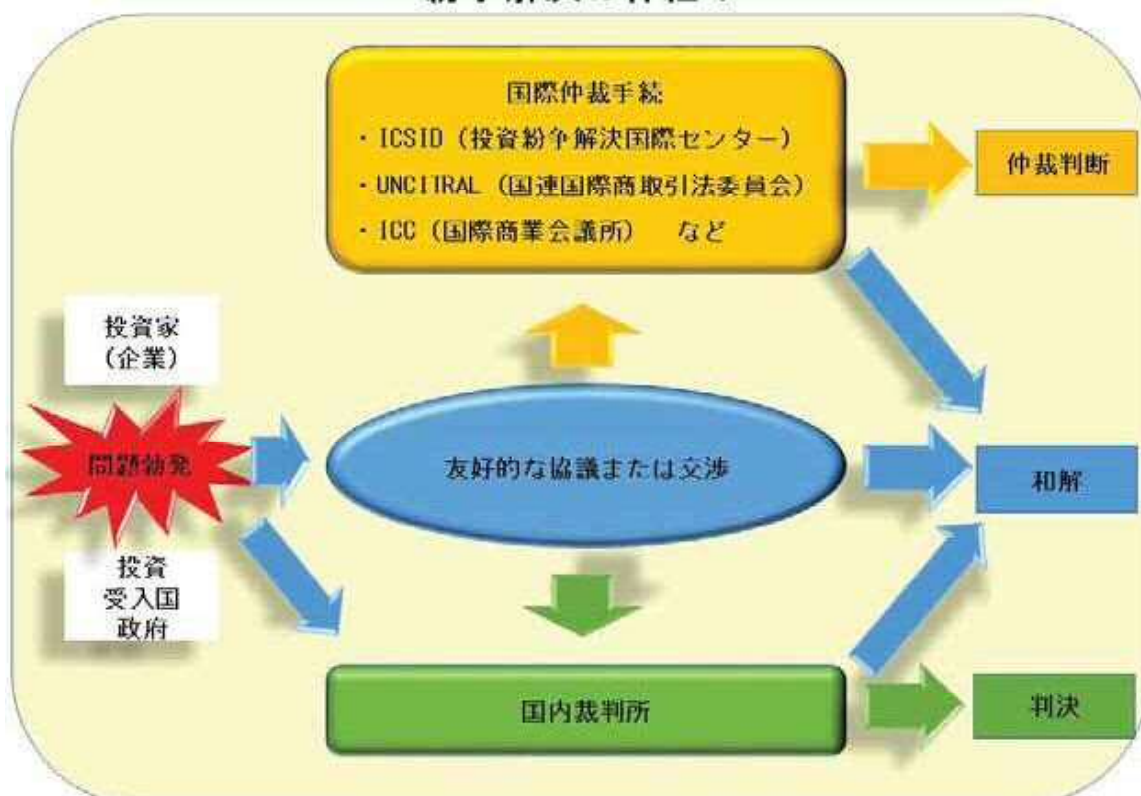 国際仲裁手続
・ICSID（投資紛争解決国際センター）
・UNCITRAL（国連国際商取引法委員会）
・ICC（国際商業会議所）　など
仲裁判断
投資家
（企業）
問題勃発
友好的な協議または交渉
和解
投資
受入国
政府
国内裁判所
判決